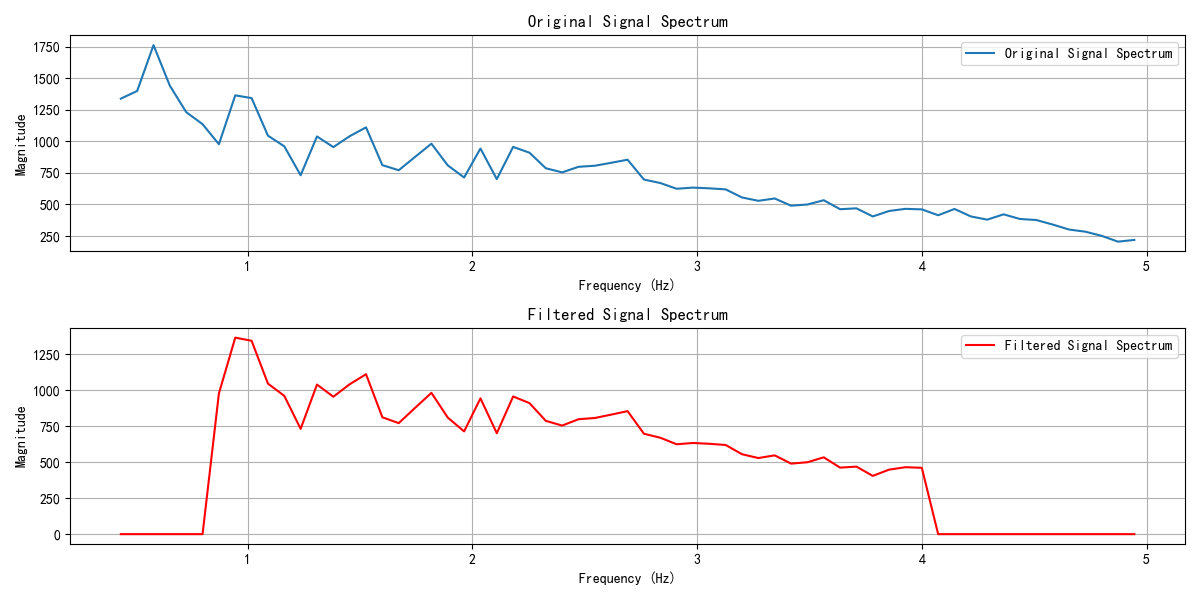 Original Signal Spectrum
Original Signal Spectrum
Magnitude
1750
1500
1250
1000
750
500
250
1 2 3 4 5
Frequency (Hz)
Filtered Signal Spectrum
Filtered Signal Spectrum
Magnitude
1250
1000
750
500
250
0
1 2 3 4 5
Frequency (Hz)